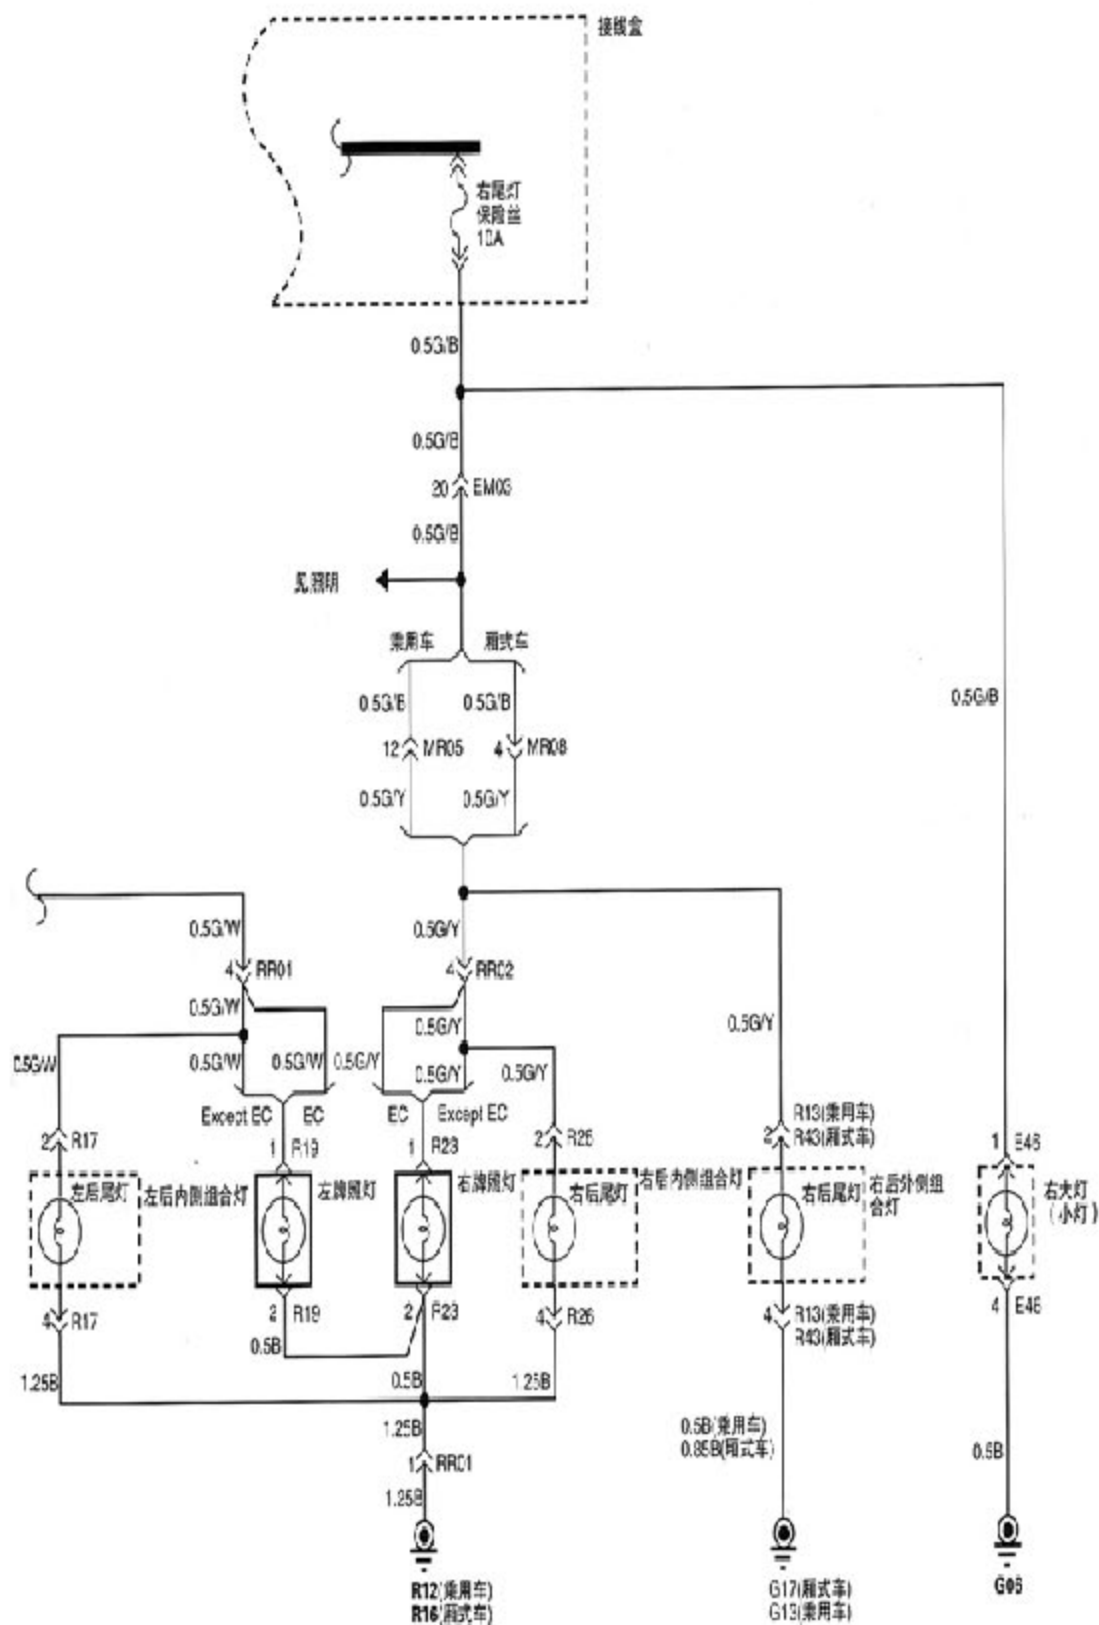 接线盒
右尾灯
保险丝
10A
0.5G/B
0.5G/B
20 EM03
0.5G/B
见照明
乘用车 厢式车
0.5G/B 0.5G/B
0.5G/B
12 MR05 4 MR08
0.5G/Y 0.5G/Y
0.5G/W 0.5G/Y
4 RR01 4 RR02
0.5G/W 0.5G/Y 0.5G/Y
0.5G/W 0.5G/W 0.5G/W 0.5G/Y 0.5G/Y 0.5G/Y
Except EC EC EC Except EC
R13(乘用车)
2 R17 1 R19 1 R23 2 R26 2 R43(厢式车) 1 E46
左后尾灯 左后内侧组合灯 左牌照灯 右牌照灯 右后尾灯 右后内侧组合灯 右后尾灯 右后外侧组
合灯
右大灯
(小灯)
4 R17 2 R19 2 R23 4 R26 4 R13(乘用车) 4 E46
R43(厢式车)
0.5B
1.25B 0.5B 1.25B
1.25B 0.5B(乘用车)
0.85B(厢式车) 0.5B
1 RR01
1.25B
R12(乘用车) G17(厢式车)
R16(厢式车) G13(乘用车)
G06